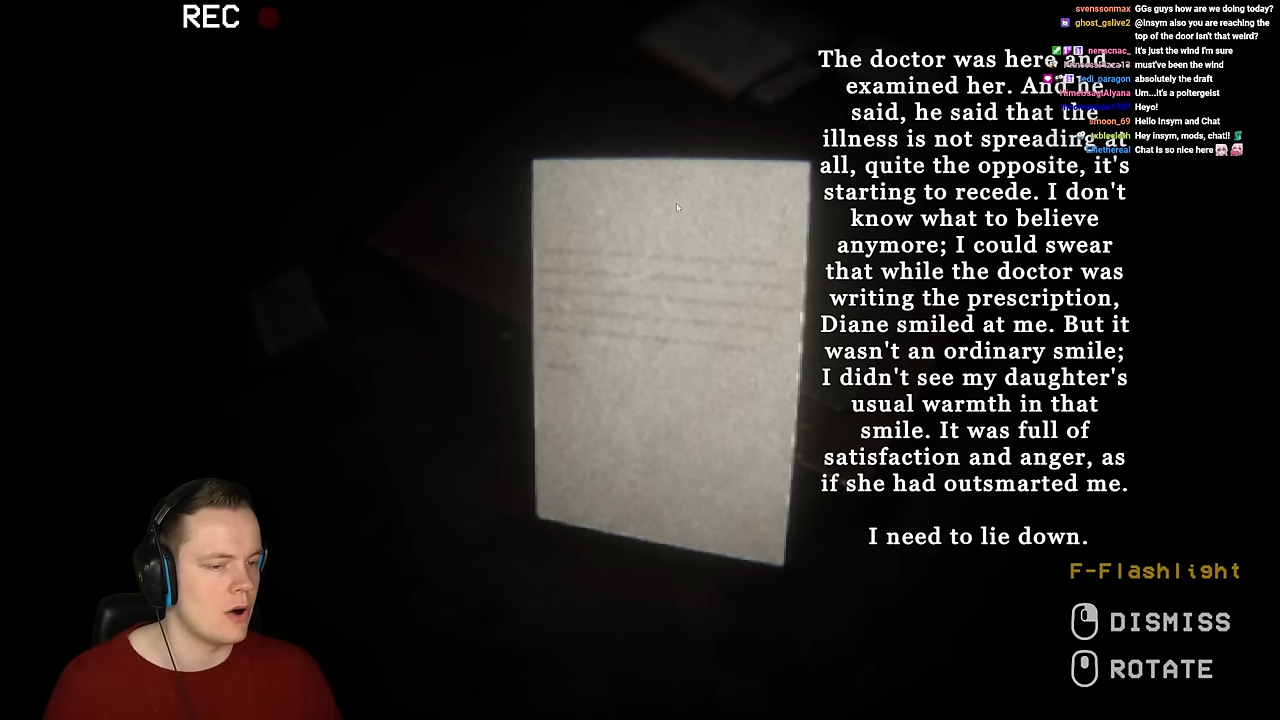 REC
svenssonmax GGs guys how are we doing today?
ghost_gslive2 @Insym also you are reaching the
top of the door Isn't that weird?
It's just the wind I'm sure
must've been the wind
absolutely the draft
Um...It's a poltergeist
Heyo!
smoon_69 Hello Insym and Chat
Hey insym, mods, chat!!
Chat is so nice here
The doctor was here and
examined her. And he
said, he said that the
illness is not spreading at
all, quite the opposite, it's
starting to recede. I don't
know what to believe
anymore; I could swear
that while the doctor was
writing the prescription,
Diane smiled at me. But it
wasn't an ordinary smile;
I didn't see my daughter's
usual warmth in that
smile. It was full of
satisfaction and anger, as
if she had outsmarted me.
I need to lie down.
F-Flashlight
DISMISS
ROTATE